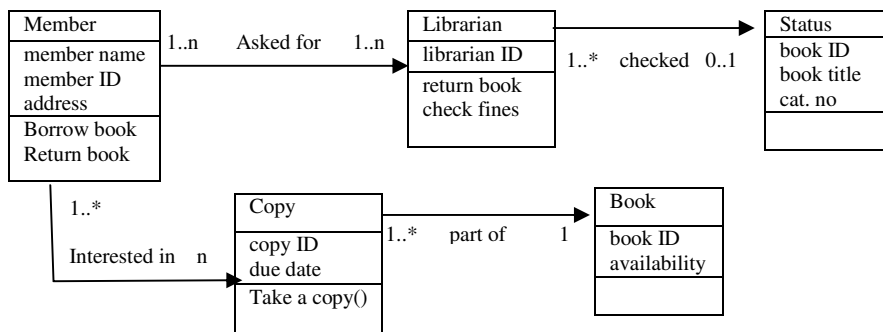 Member
member name
member ID
address
Borrow book
Return book
1..n Asked for 1..n
Librarian
librarian ID
return book
check fines
1..* checked 0..1
Status
book ID
book title
cat. no
1..*
Interested in n
Copy
copy ID
due date
Take a copy()
1..* part of 1
Book
book ID
availability